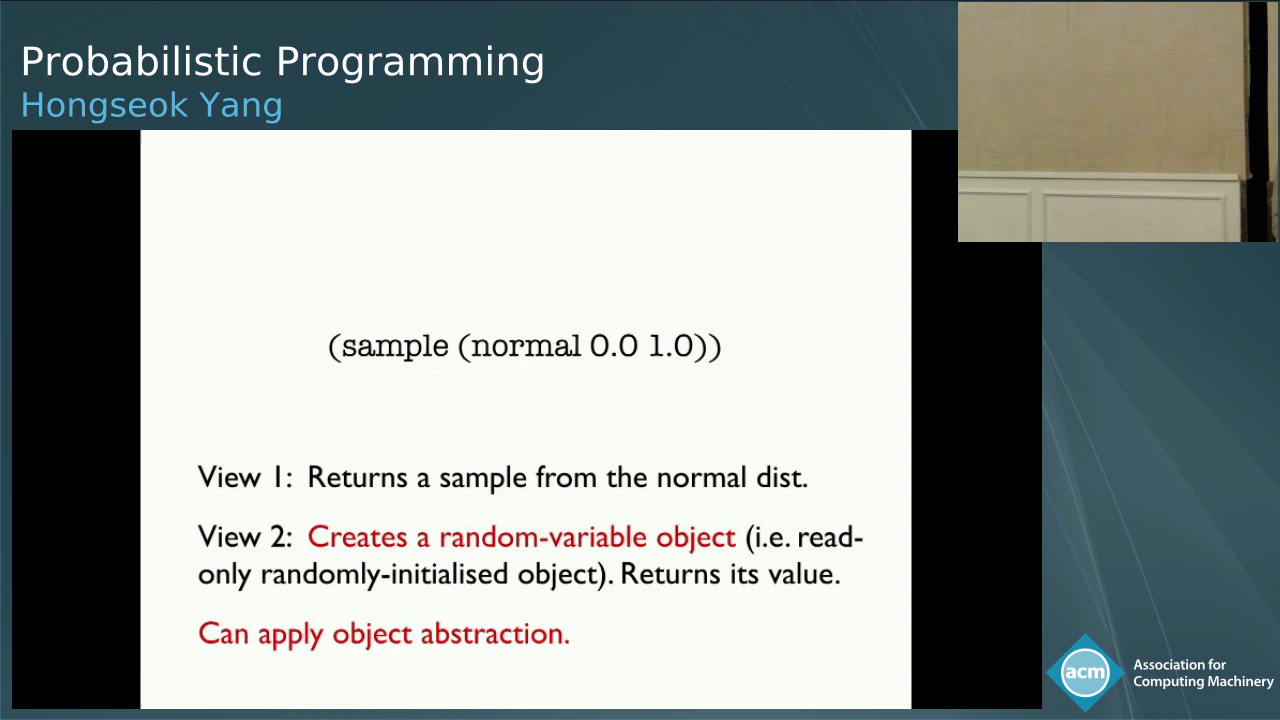 Probabilistic Programming
Hongseok Yang
(sample (normal 0.0 1.0))
View 1: Returns a sample from the normal dist.
View 2: Creates a random-variable object (i.e. read-
only randomly-initialised object). Returns its value.
Can apply object abstraction.
acm
Association for
Computing Machinery